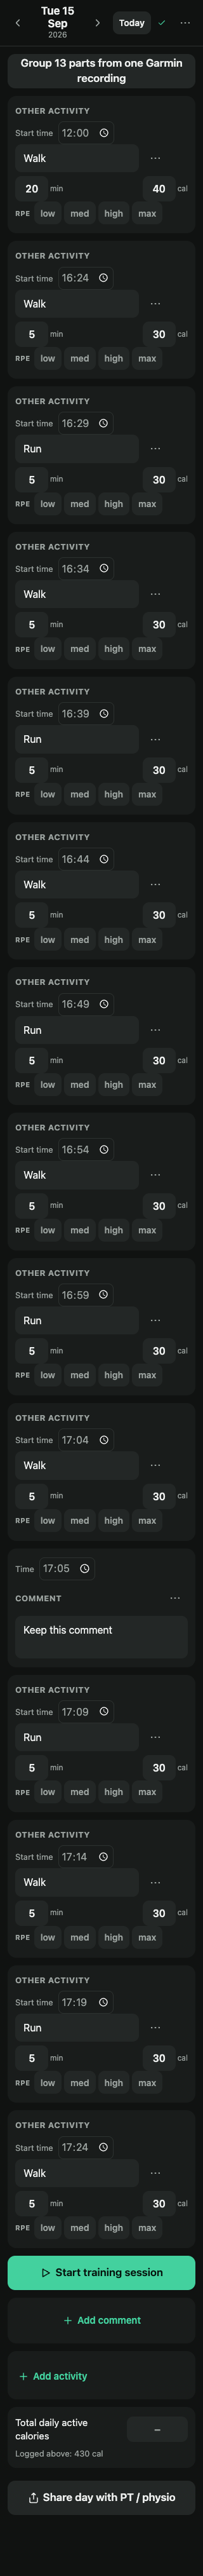 Tue 15
Sep
2026
Today
Group 13 parts from one Garmin
recording
OTHER ACTIVITY
Start time 12:00
Walk
20 min 40 cal
RPE low med high max
OTHER ACTIVITY
Start time 16:24
Walk
5 min 30 cal
RPE low med high max
OTHER ACTIVITY
Start time 16:29
Run
5 min 30 cal
RPE low med high max
OTHER ACTIVITY
Start time 16:34
Walk
5 min 30 cal
RPE low med high max
OTHER ACTIVITY
Start time 16:39
Run
5 min 30 cal
RPE low med high max
OTHER ACTIVITY
Start time 16:44
Walk
5 min 30 cal
RPE low med high max
OTHER ACTIVITY
Start time 16:49
Run
5 min 30 cal
RPE low med high max
OTHER ACTIVITY
Start time 16:54
Walk
5 min 30 cal
RPE low med high max
OTHER ACTIVITY
Start time 16:59
Run
5 min 30 cal
RPE low med high max
OTHER ACTIVITY
Start time 17:04
Walk
5 min 30 cal
RPE low med high max
Time 17:05
COMMENT
Keep this comment
OTHER ACTIVITY
Start time 17:09
Run
5 min 30 cal
RPE low med high max
OTHER ACTIVITY
Start time 17:14
Walk
5 min 30 cal
RPE low med high max
OTHER ACTIVITY
Start time 17:19
Run
5 min 30 cal
RPE low med high max
OTHER ACTIVITY
Start time 17:24
Walk
5 min 30 cal
RPE low med high max
Start training session
+ Add comment
+ Add activity
Total daily active
calories
–
Logged above: 430 cal
Share day with PT / physio